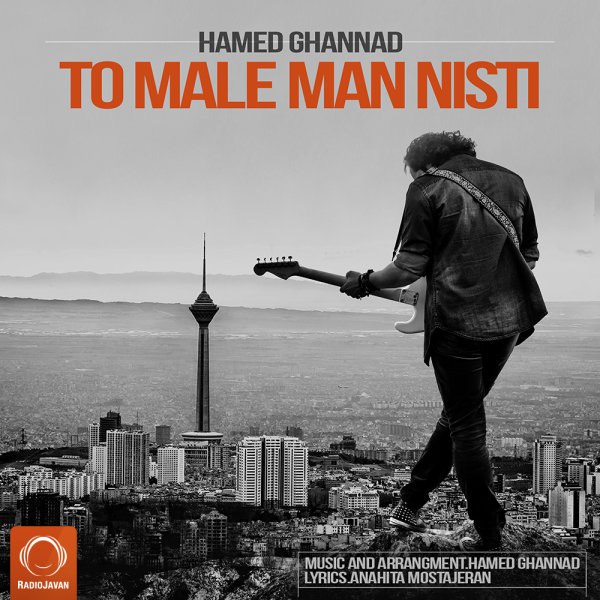 HAMED GHANNAD
TO MALE MAN NISTI
RADIOJAVAN
MUSIC AND ARRANGMENT.HAMED GHANNAD
LYRICS.ANAHITA MOSTAJERAN